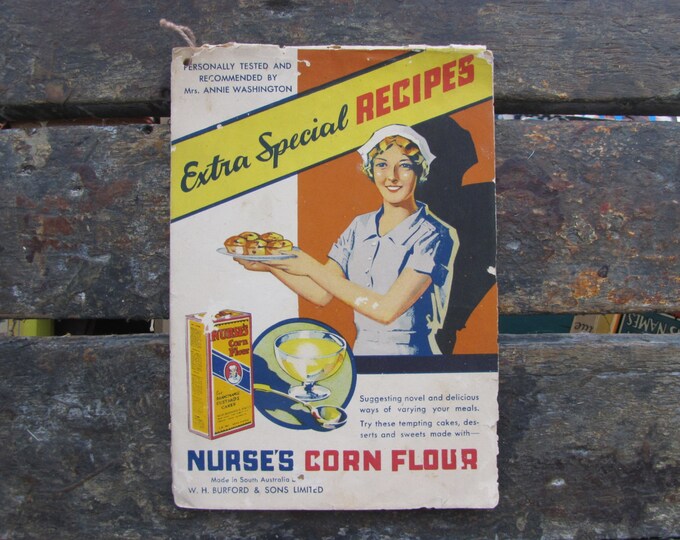 PERSONALLY TESTED AND
RECOMMENDED BY
Mrs. ANNIE WASHINGTON
Extra Special RECIPES
NURSE'S
Corn
Flour
Suggesting novel and delicious
ways of varying your meals.
Try these tempting cakes, des-
serts and sweets made with—
NURSE'S CORN FLOUR
Made in South Australia
W. H. BURFORD & SONS LIMITED
NAMES